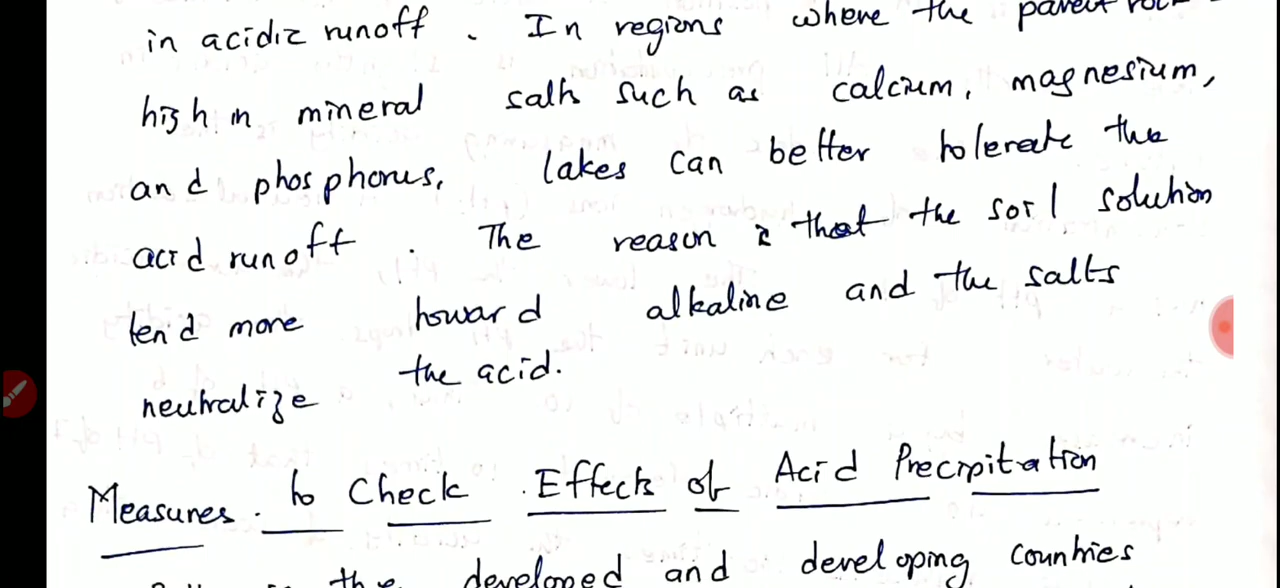 in acidic runoff. In regions where the parent
high in mineral salts such as calcium, magnesium,
and phosphorus, lakes can better tolerate the
acid runoff. The reason is that the soil solution
tend more toward alkaline and the salts
neutralize the acid.
Measures to Check Effects of Acid Precipitation
the developed and developing countries